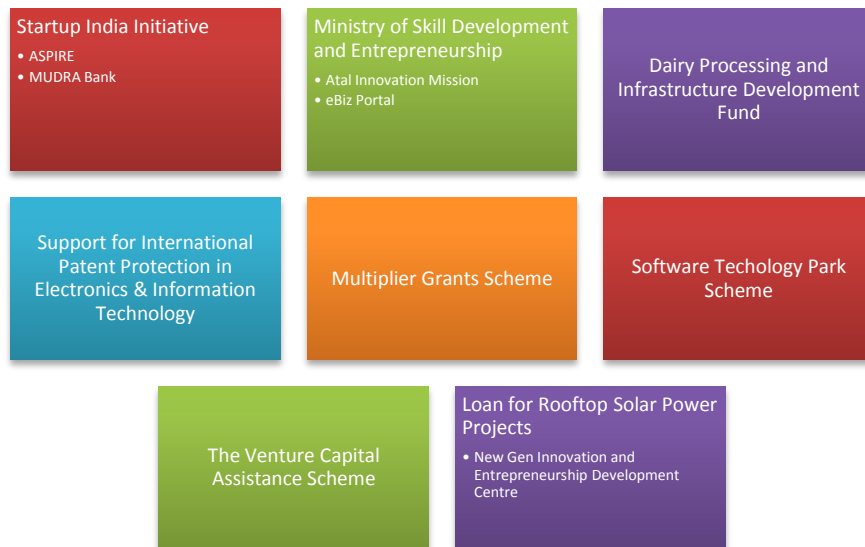 Startup India Initiative
• ASPIRE
• MUDRA Bank
Ministry of Skill Development
and Entrepreneurship
• Atal Innovation Mission
• eBiz Portal
Dairy Processing and
Infrastructure Development
Fund
Support for International
Patent Protection in
Electronics & Information
Technology
Multiplier Grants Scheme
Software Techology Park
Scheme
The Venture Capital
Assistance Scheme
Loan for Rooftop Solar Power
Projects
• New Gen Innovation and
Entrepreneurship Development
Centre